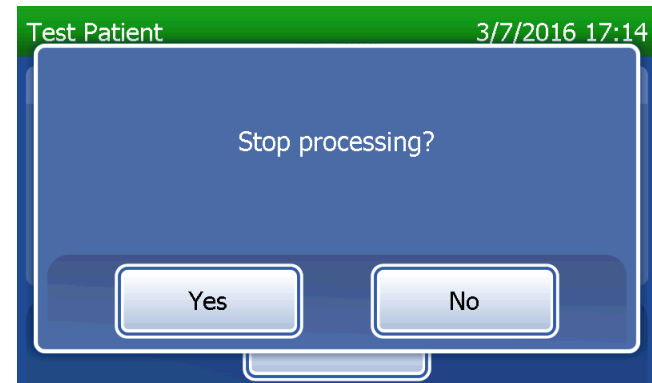 Test Patient 3/7/2016 17:14
Stop processing?
Yes No